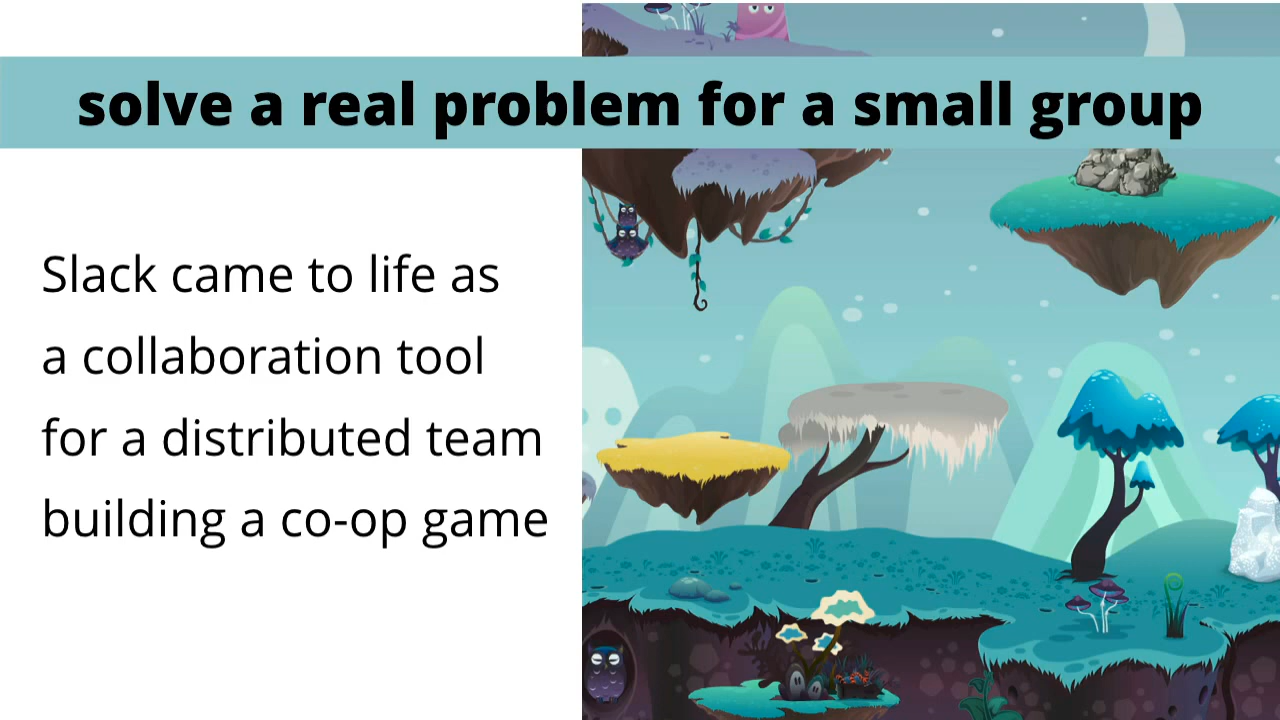 solve a real problem for a small group
Slack came to life as
a collaboration tool
for a distributed team
building a co-op game